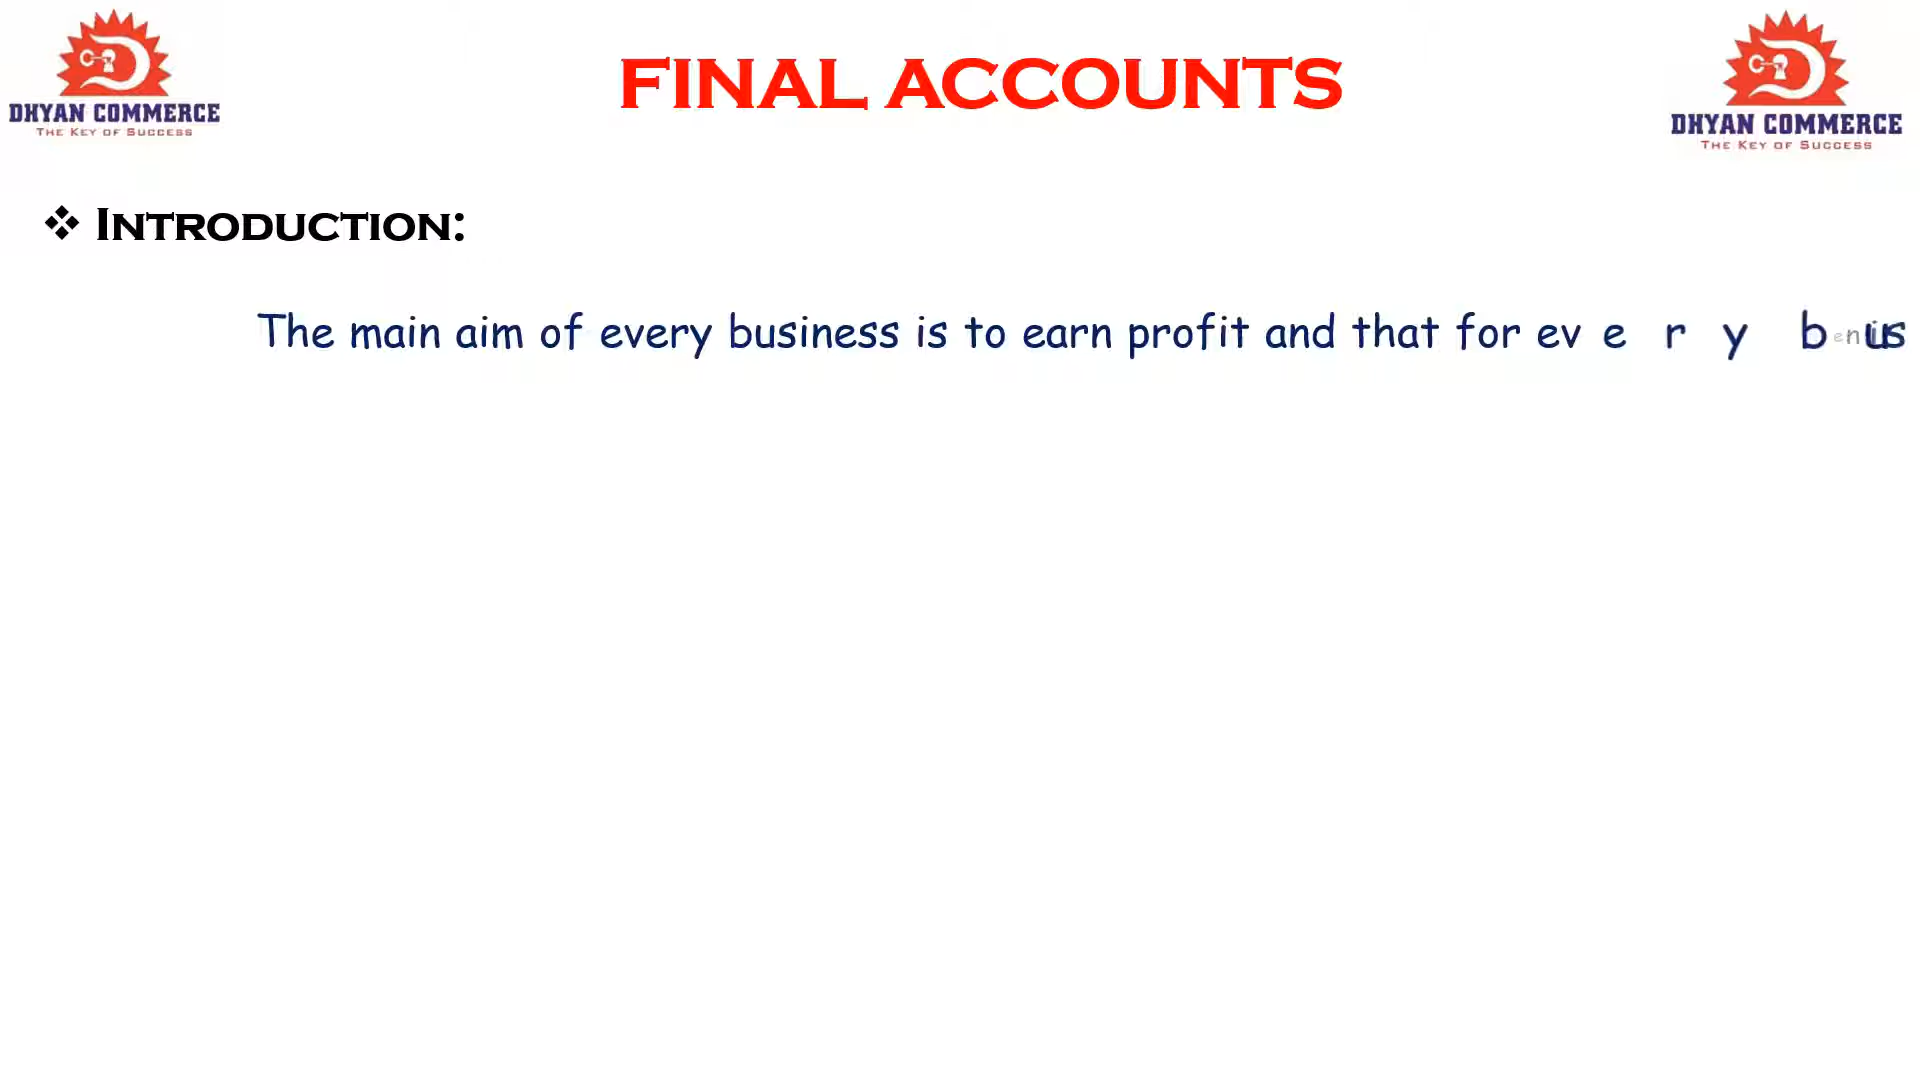 DHYAN COMMERCE
THE KEY OF SUCCESS
FINAL ACCOUNTS
DHYAN COMMERCE
THE KEY OF SUCCESS
❖ INTRODUCTION:
The main aim of every business is to earn profit and that for every